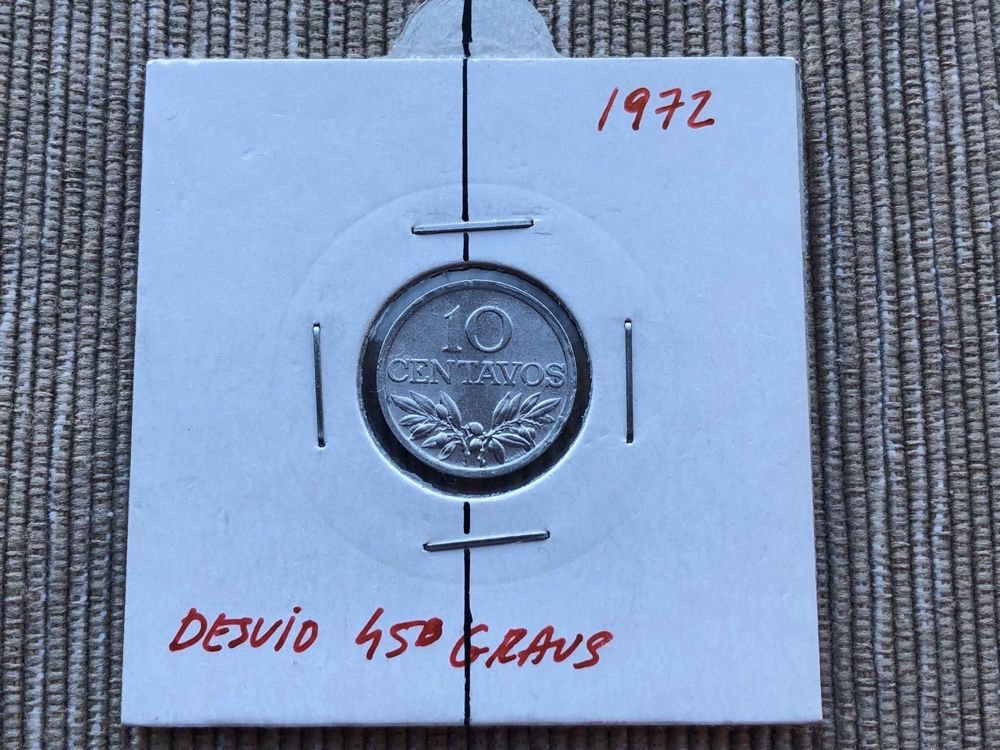 1972
10
CENTAVOS
DESVIO 45º GRAUS